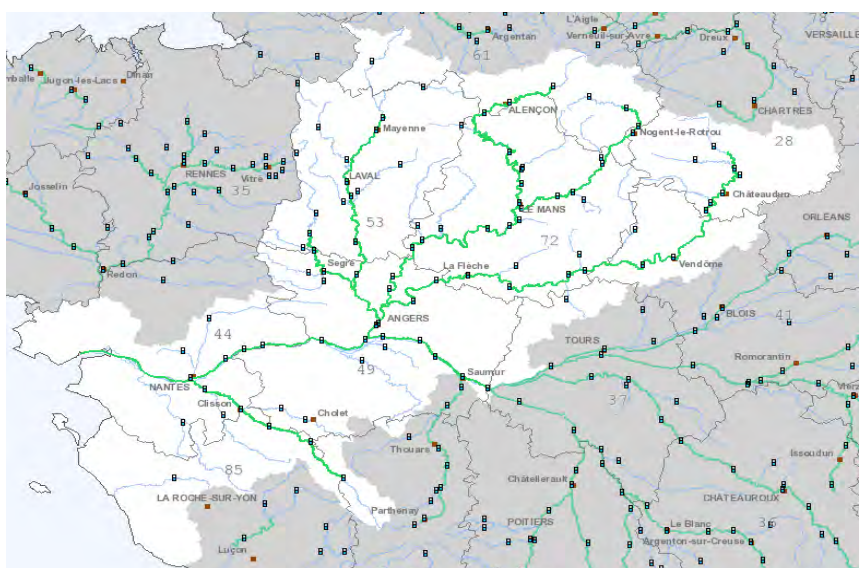 L'Aigle
Argentan
Verneuil-sur-Avre
Dreux
VERSAILLE
61
Dinan
Jugon-les-Lacs
ALENÇON
CHARTRES
Mayenne
Nogent-le-Rotrou
28
RENNES
Vitré
LAVAL
35
Josselin
Châteaudun
53
LE MANS
ORLÉANS
72
Segré
La Flèche
Vendôme
Redon
BLOIS
ANGERS
41
44
TOURS
Romorantin
49
Saumur
NANTES
37
Clisson
Cholet
Thouars
Issoudun
85
Châtellerault
LA ROCHE-SUR-YON
CHÂTEAUROUX
Parthenay
POITIERS
Le Blanc
Argenton-sur-Creuse
Luçon